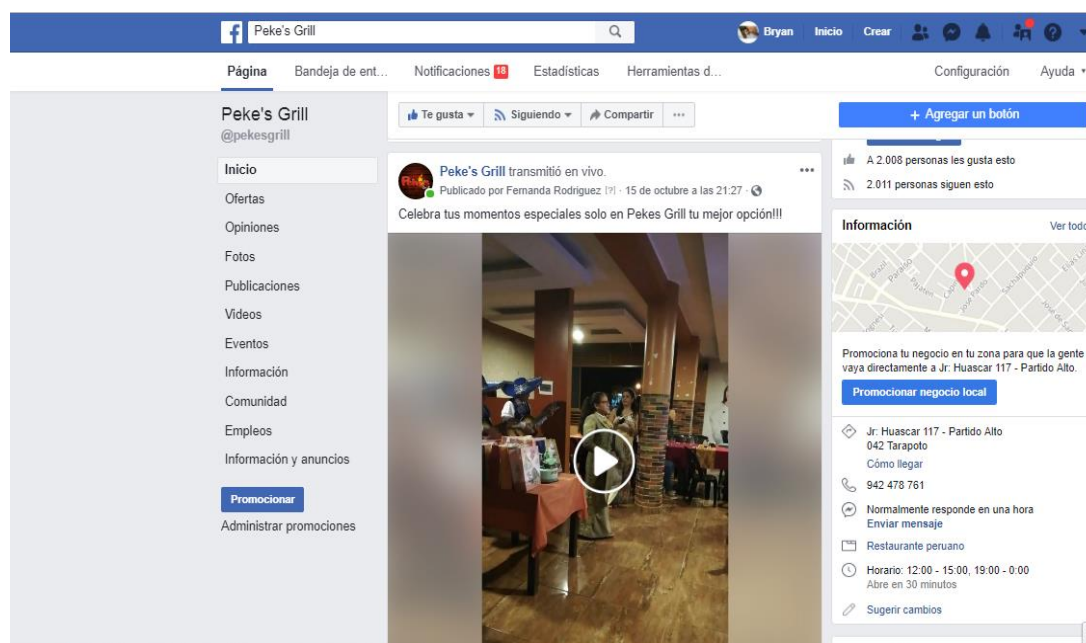 Peke's Grill
Bryan
Inicio
Crear
Página
Bandeja de ent...
Notificaciones 18
Estadísticas
Herramientas d...
Configuración
Ayuda
Peke's Grill
@pekesgrill
Inicio
Ofertas
Opiniones
Fotos
Publicaciones
Videos
Eventos
Información
Comunidad
Empleos
Información y anuncios
Promocionar
Administrar promociones
Te gusta
Siguiendo
Compartir
Peke's Grill transmitió en vivo.
Publicado por Fernanda Rodriguez [?] · 15 de octubre a las 21:27 ·
Celebra tus momentos especiales solo en Pekes Grill tu mejor opción!!!
+ Agregar un botón
A 2.008 personas les gusta esto
2.011 personas siguen esto
Información
Ver todo
Promociona tu negocio en tu zona para que la gente
vaya directamente a Jr: Huascar 117 - Partido Alto.
Promocionar negocio local
Jr: Huascar 117 - Partido Alto
042 Tarapoto
Cómo llegar
942 478 761
Normalmente responde en una hora
Enviar mensaje
Restaurante peruano
Horario: 12:00 - 15:00, 19:00 - 0:00
Abre en 30 minutos
Sugerir cambios